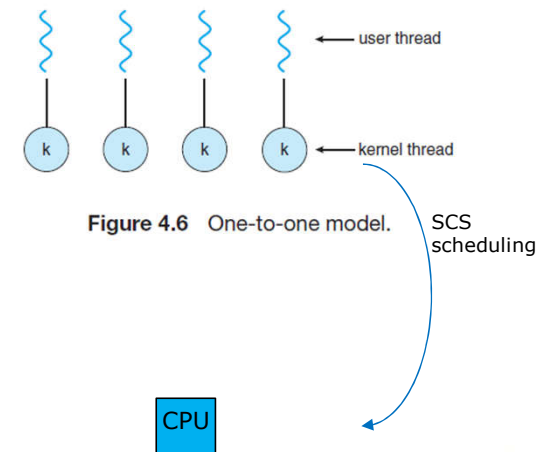 user thread
k k k k
kernel thread
Figure 4.6 One-to-one model.
SCS
scheduling
CPU